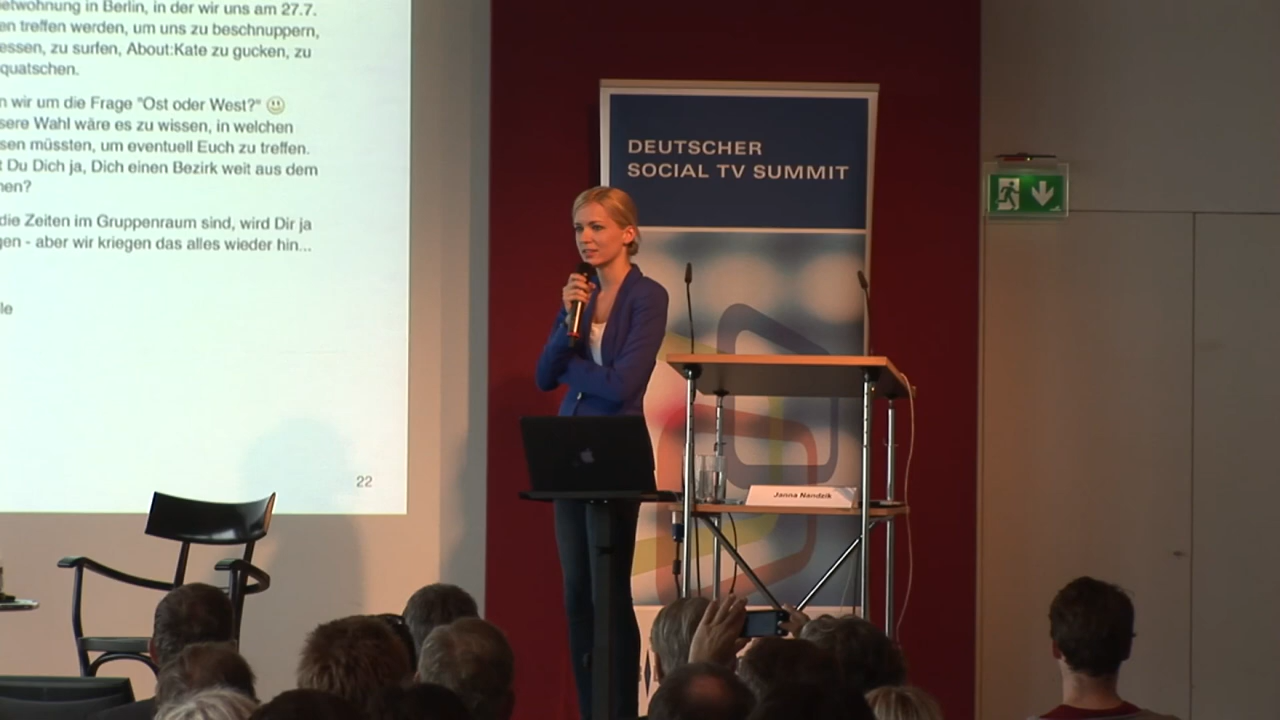 etwohnung in Berlin, in der wir uns am 27.7.
en treffen werden, um uns zu beschnuppern,
essen, zu surfen, About:Kate zu gucken, zu
quatschen.
n wir um die Frage "Ost oder West?" 😃
sere Wahl wäre es zu wissen, in welchen
sen müssten, um eventuell Euch zu treffen.
t Du Dich ja, Dich einen Bezirk weit aus dem
nen?
die Zeiten im Gruppenraum sind, wird Dir ja
gen - aber wir kriegen das alles wieder hin...
le
22
DEUTSCHER
SOCIAL TV SUMMIT
Janna Nandzik